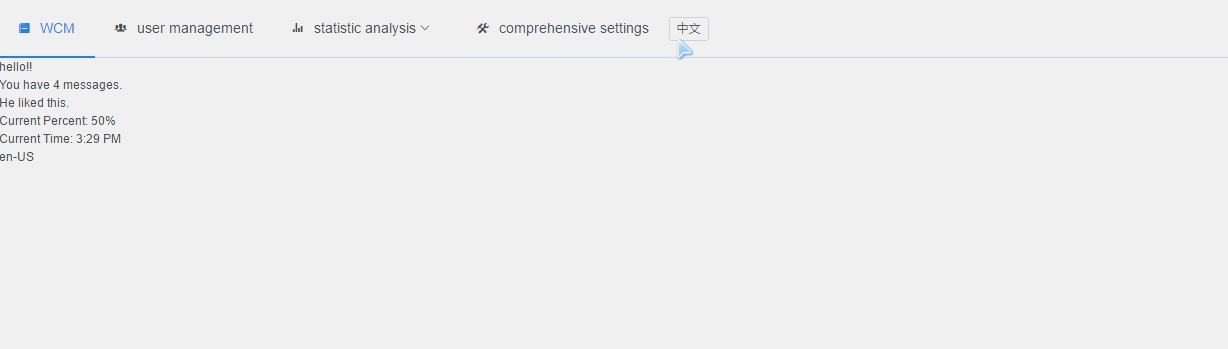 WCM user management statistic analysis comprehensive settings 中文
hello!!
You have 4 messages.
He liked this.
Current Percent: 50%
Current Time: 3:29 PM
en-US